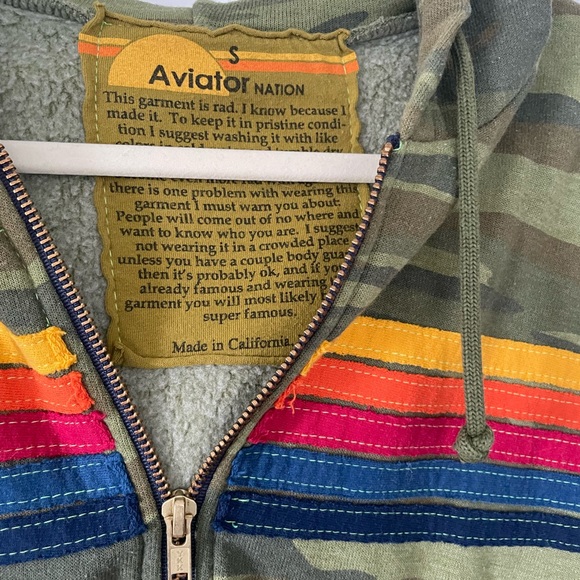 S
Aviator NATION
This garment is rad. I know because I
made it. To keep it in pristine condi-
tion I suggest washing it with like
there is one problem with wearing this
garment I must warn you about:
People will come out of no where and
want to know who you are. I suggest
not wearing it in a crowded place
unless you have a couple body gua
then it's probably ok, and if yo
already famous and wearing
garment you will most likely
super famous.
Made in California.